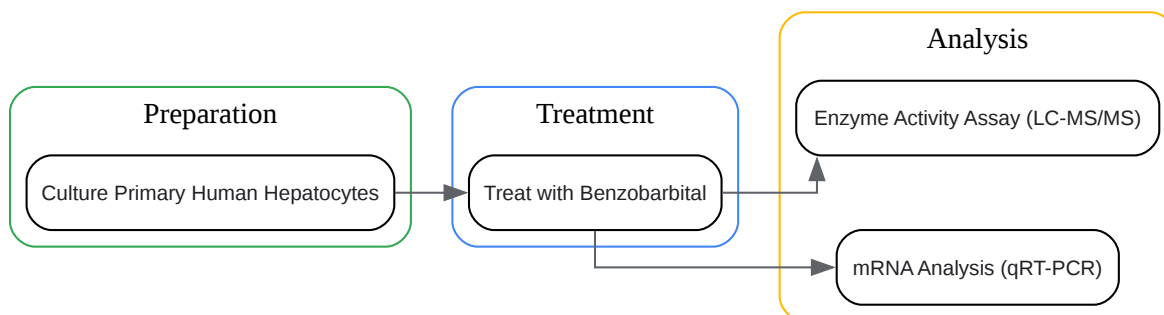 Preparation
Culture Primary Human Hepatocytes
Treatment
Treat with Benzobarbital
Analysis
Enzyme Activity Assay (LC-MS/MS)
mRNA Analysis (qRT-PCR)